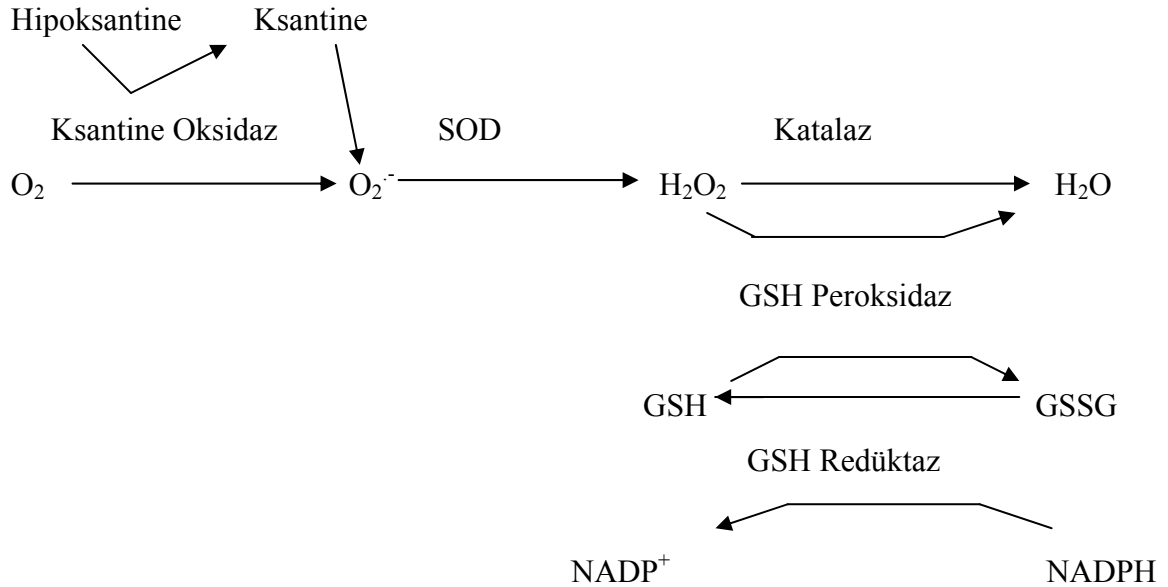 Hipoksantine Ksantine
Ksantine Oksidaz SOD Katalaz
O₂ O₂·⁻ H₂O₂ H₂O
GSH Peroksidaz
GSH GSSG
GSH Redüktaz
NADP⁺ NADPH